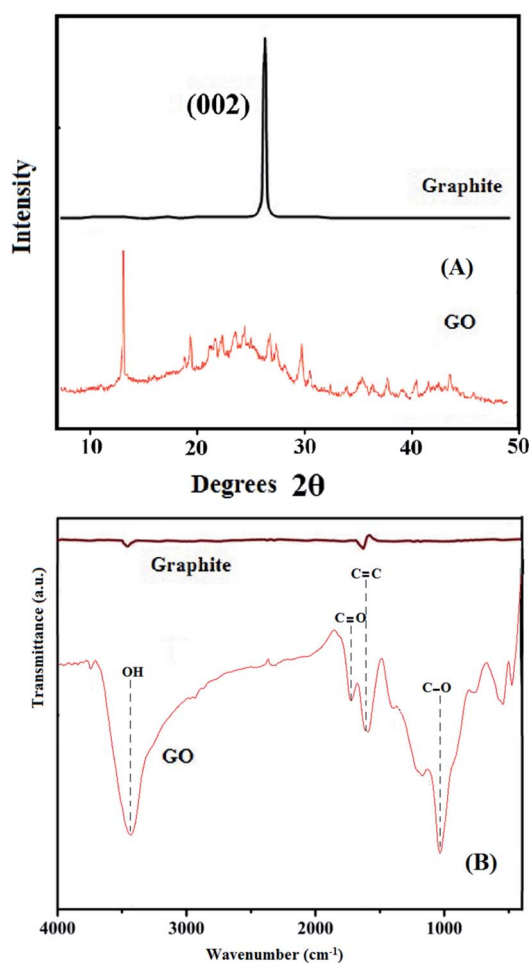 (002)
Graphite
(A)
GO
Intensity
10 20 30 40 50
Degrees 2θ
Graphite
C=C
C=O
OH
C–O
GO
(B)
Transmittance (a.u.)
4000 3000 2000 1000
Wavenumber (cm⁻¹)